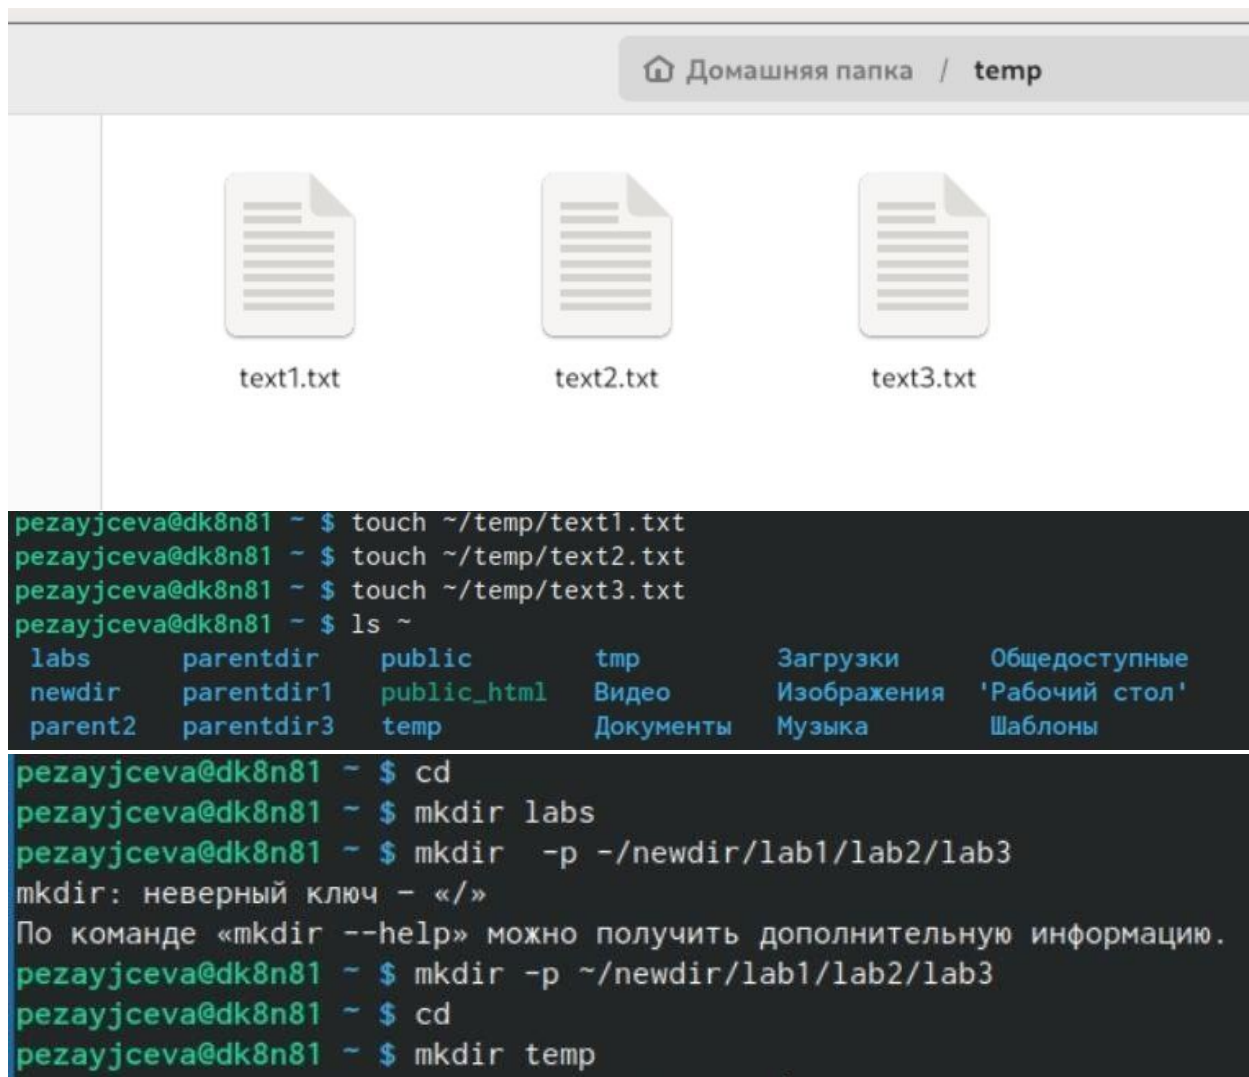 Домашняя папка / temp
text1.txt text2.txt text3.txt
pezayjceva@dk8n81 ~ $ touch ~/temp/text1.txt
pezayjceva@dk8n81 ~ $ touch ~/temp/text2.txt
pezayjceva@dk8n81 ~ $ touch ~/temp/text3.txt
pezayjceva@dk8n81 ~ $ ls ~
labs parentdir public tmp Загрузки Общедоступные
newdir parentdir1 public_html Видео Изображения 'Рабочий стол'
parent2 parentdir3 temp Документы Музыка Шаблоны
pezayjceva@dk8n81 ~ $ cd
pezayjceva@dk8n81 ~ $ mkdir labs
pezayjceva@dk8n81 ~ $ mkdir  -p -/newdir/lab1/lab2/lab3
mkdir: неверный ключ — «/»
По команде «mkdir --help» можно получить дополнительную информацию.
pezayjceva@dk8n81 ~ $ mkdir -p ~/newdir/lab1/lab2/lab3
pezayjceva@dk8n81 ~ $ cd
pezayjceva@dk8n81 ~ $ mkdir temp